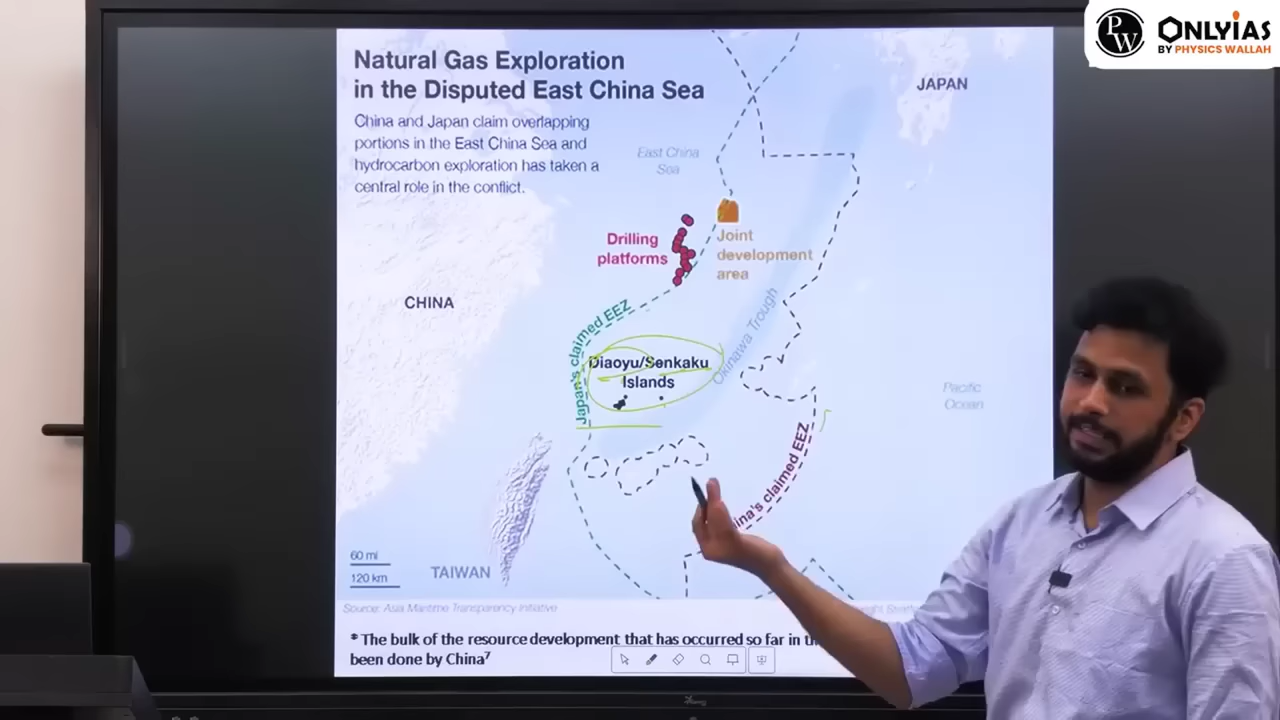 PW ONLYIAS
BY PHYSICS WALLAH
Natural Gas Exploration
in the Disputed East China Sea
China and Japan claim overlapping
portions in the East China Sea and
hydrocarbon exploration has taken a
central role in the conflict.
JAPAN
East China
Sea
Drilling
platforms
Joint
development
area
CHINA
Japan's claimed EEZ
Okinawa Trough
Diaoyu/Senkaku
Islands
Pacific
Ocean
claimed EEZ
60 mi
120 km
TAIWAN
Source: Asia Maritime Transparency Initiative
* The bulk of the resource development that has occurred so far in
been done by China⁷